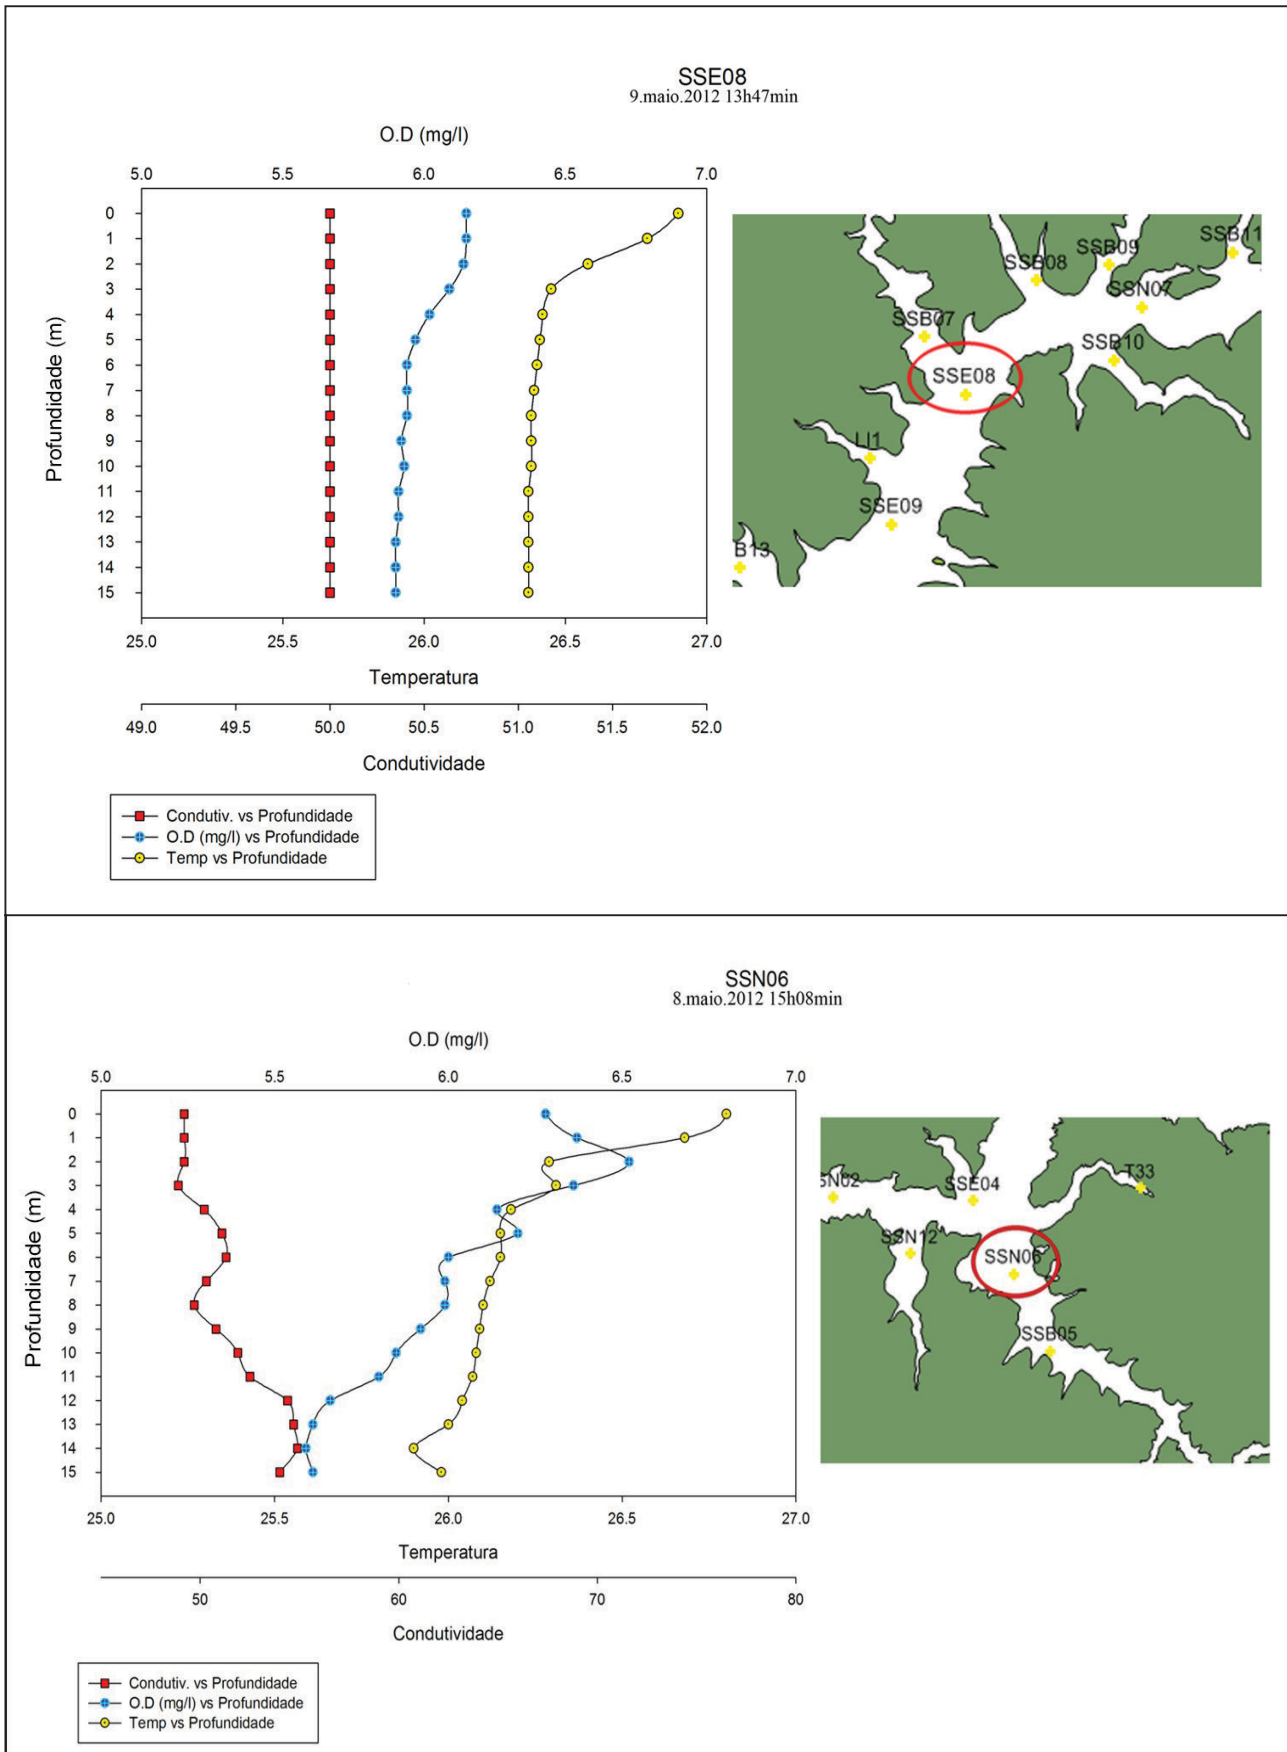 SSE08
9.maio.2012 13h47min
O.D (mg/l)
5.0 5.5 6.0 6.5 7.0
Profundidade (m)
0
1
2
3
4
5
6
7
8
9
10
11
12
13
14
15
25.0 25.5 26.0 26.5 27.0
Temperatura
49.0 49.5 50.0 50.5 51.0 51.5 52.0
Condutividade
Condutiv. vs Profundidade
O.D (mg/l) vs Profundidade
Temp vs Profundidade
SSB11
SSB09
SSB08
SSN07
SSB07
SSB10
SSE08
LI1
SSE09
B13
SSN06
8.maio.2012 15h08min
O.D (mg/l)
5.0 5.5 6.0 6.5 7.0
Profundidade (m)
0
1
2
3
4
5
6
7
8
9
10
11
12
13
14
15
25.0 25.5 26.0 26.5 27.0
Temperatura
50 60 70 80
Condutividade
Condutiv. vs Profundidade
O.D (mg/l) vs Profundidade
Temp vs Profundidade
T33
SN02
SSE04
SSN12
SSN06
SSB05